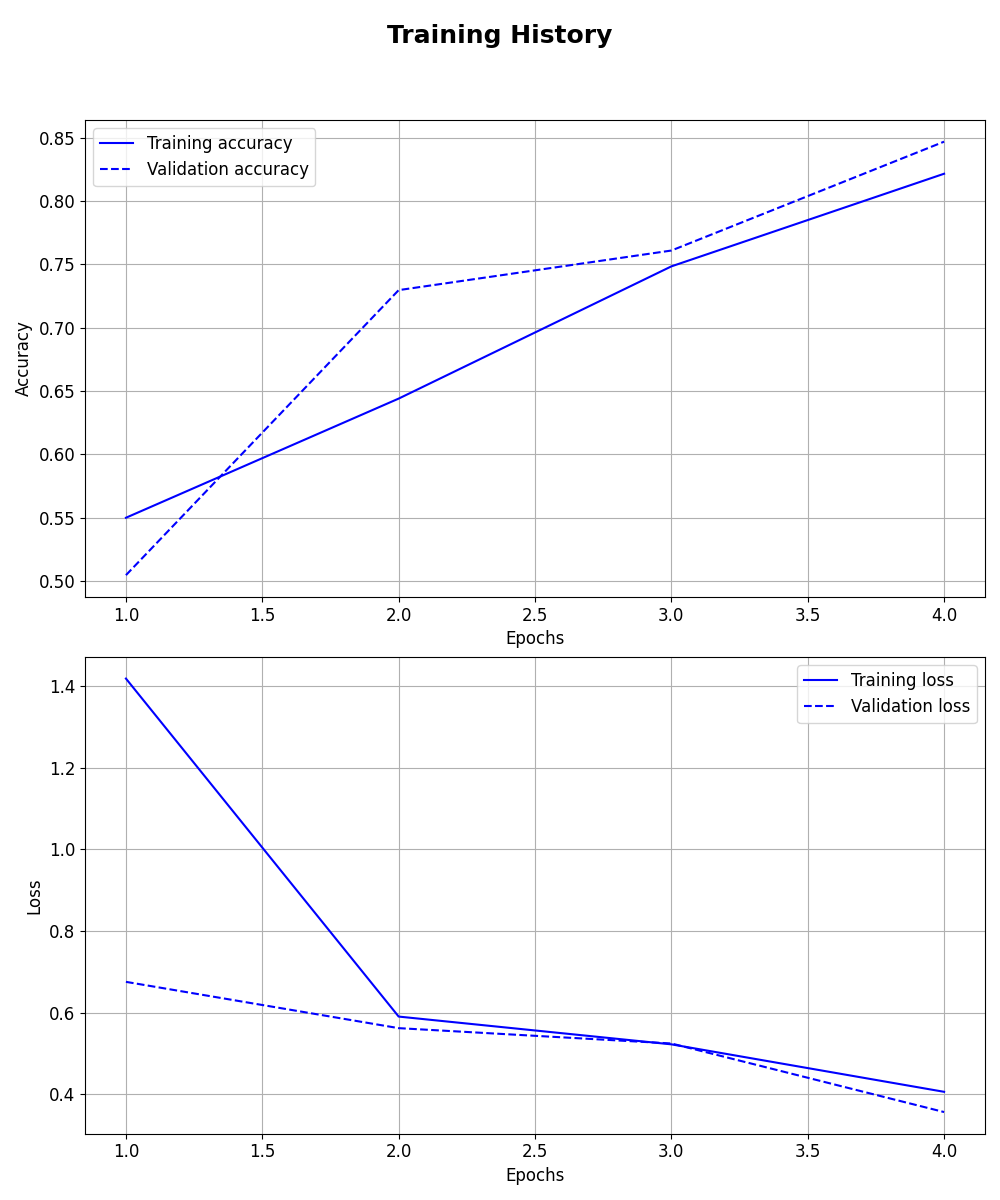 Training History
Training accuracy
Validation accuracy
0.85
0.80
0.75
0.70
0.65
0.60
0.55
0.50
Accuracy
1.0 1.5 2.0 2.5 3.0 3.5 4.0
Epochs
Training loss
Validation loss
1.4
1.2
1.0
0.8
0.6
0.4
Loss
1.0 1.5 2.0 2.5 3.0 3.5 4.0
Epochs